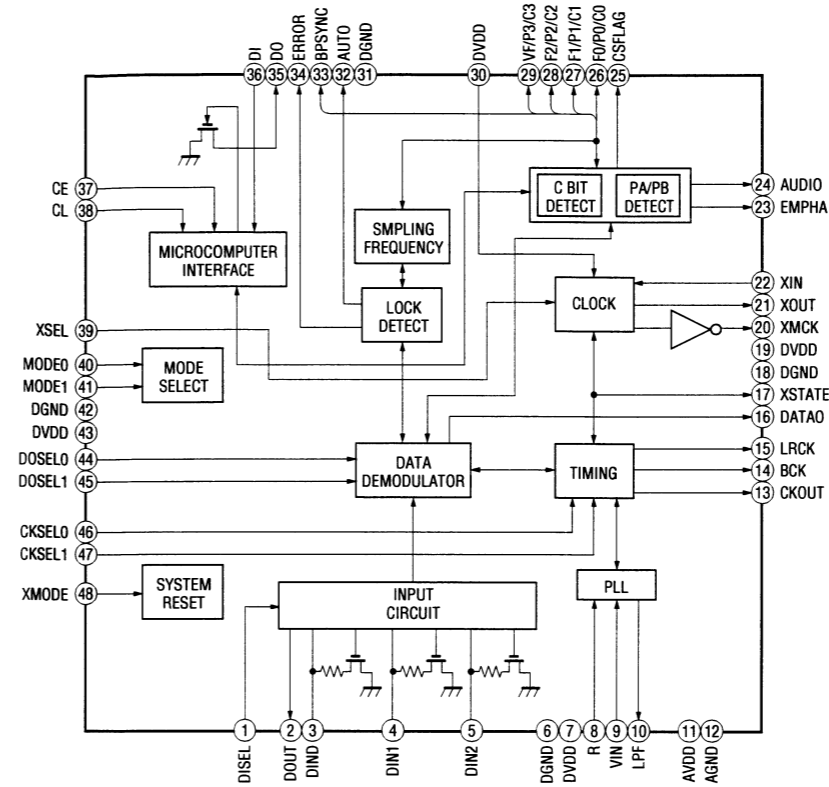 DI
DO
ERROR
BPSYNC
AUTO
DGND
DVDD
VF/P3/C3
F2/P2/C2
F1/P1/C1
F0/P0/C0
CSFLAG
36 35 34 33 32 31 30 29 28 27 26 25
CE 37
CL 38
MICROCOMPUTER
INTERFACE
SMPLING
FREQUENCY
LOCK
DETECT
C BIT
DETECT
PA/PB
DETECT
24 AUDIO
23 EMPHA
CLOCK
22 XIN
21 XOUT
20 XMCK
19 DVDD
18 DGND
17 XSTATE
16 DATAO
XSEL 39
MODE0 40
MODE1 41
MODE
SELECT
DGND 42
DVDD 43
DOSEL0 44
DOSEL1 45
DATA
DEMODULATOR
TIMING
15 LRCK
14 BCK
13 CKOUT
CKSEL0 46
CKSEL1 47
XMODE 48
SYSTEM
RESET
INPUT
CIRCUIT
PLL
1 2 3 4 5 6 7 8 9 10 11 12
DISEL
DOUT
DIND
DIN1
DIN2
DGND
DVDD
R
VIN
LPF
AVDD
AGND